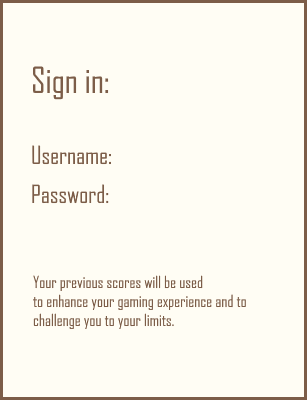 Sign in:
Username:
Password:
Your previous scores will be used
to enhance your gaming experience and to
challenge you to your limits.